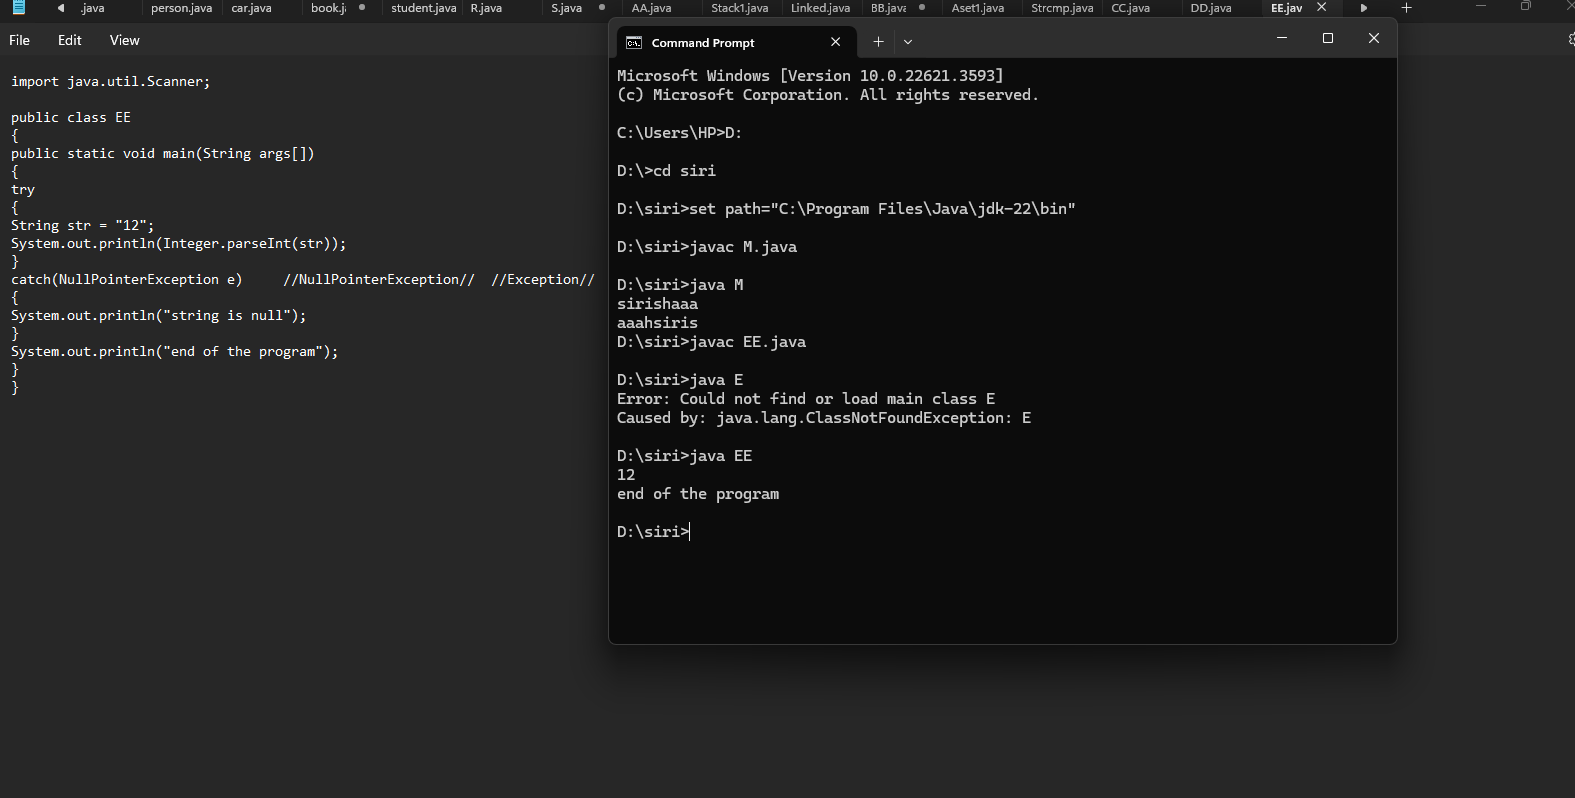 .java person.java car.java book.j student.java R.java S.java AA.java Stack1.java Linked.java BB.java Aset1.java Strcmp.java CC.java DD.java EE.jav
File Edit View
import java.util.Scanner;
public class EE
{
public static void main(String args[])
{
try
{
String str = "12";
System.out.println(Integer.parseInt(str));
}
catch(NullPointerException e) //NullPointerException// //Exception//
{
System.out.println("string is null");
}
System.out.println("end of the program");
}
}
Command Prompt
Microsoft Windows [Version 10.0.22621.3593]
(c) Microsoft Corporation. All rights reserved.
C:\Users\HP>D:
D:\>cd siri
D:\siri>set path="C:\Program Files\Java\jdk-22\bin"
D:\siri>javac M.java
D:\siri>java M
sirishaaa
aaahsiris
D:\siri>javac EE.java
D:\siri>java E
Error: Could not find or load main class E
Caused by: java.lang.ClassNotFoundException: E
D:\siri>java EE
12
end of the program
D:\siri>